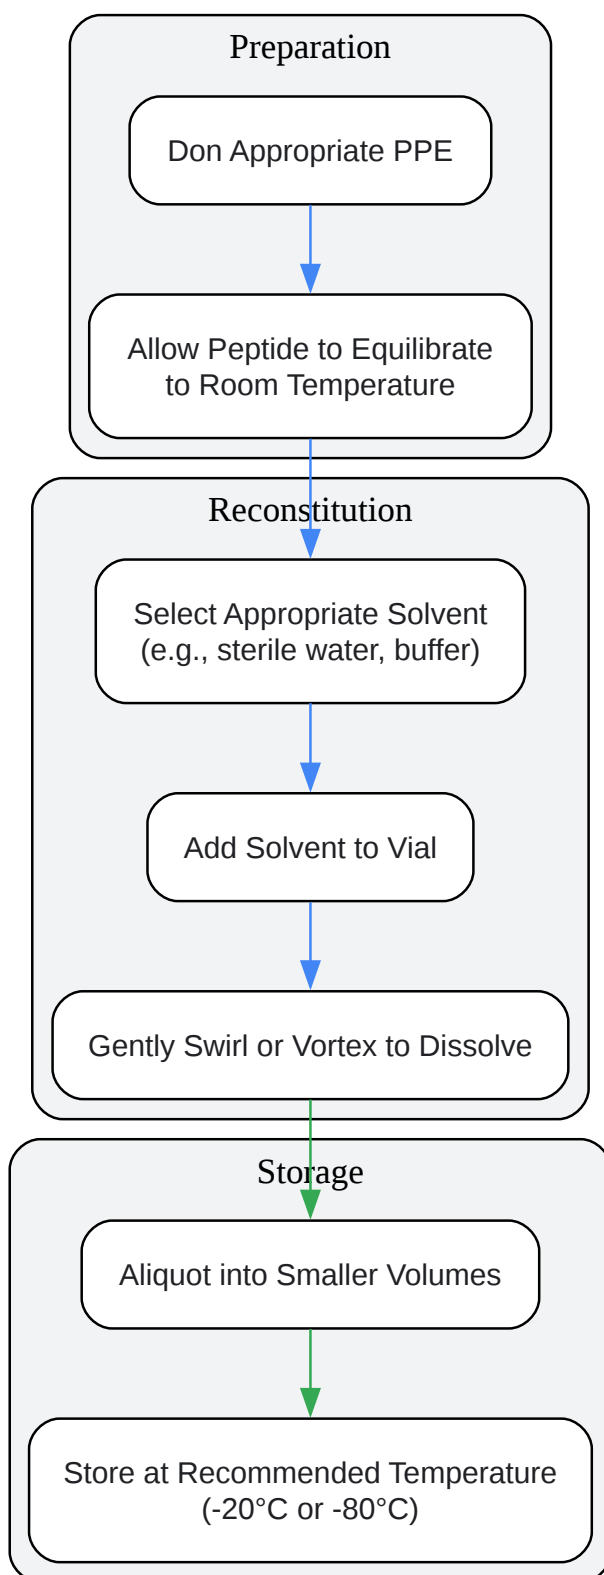 Preparation
Don Appropriate PPE
Allow Peptide to Equilibrate
to Room Temperature
Reconstitution
Select Appropriate Solvent
(e.g., sterile water, buffer)
Add Solvent to Vial
Gently Swirl or Vortex to Dissolve
Storage
Aliquot into Smaller Volumes
Store at Recommended Temperature
(-20°C or -80°C)